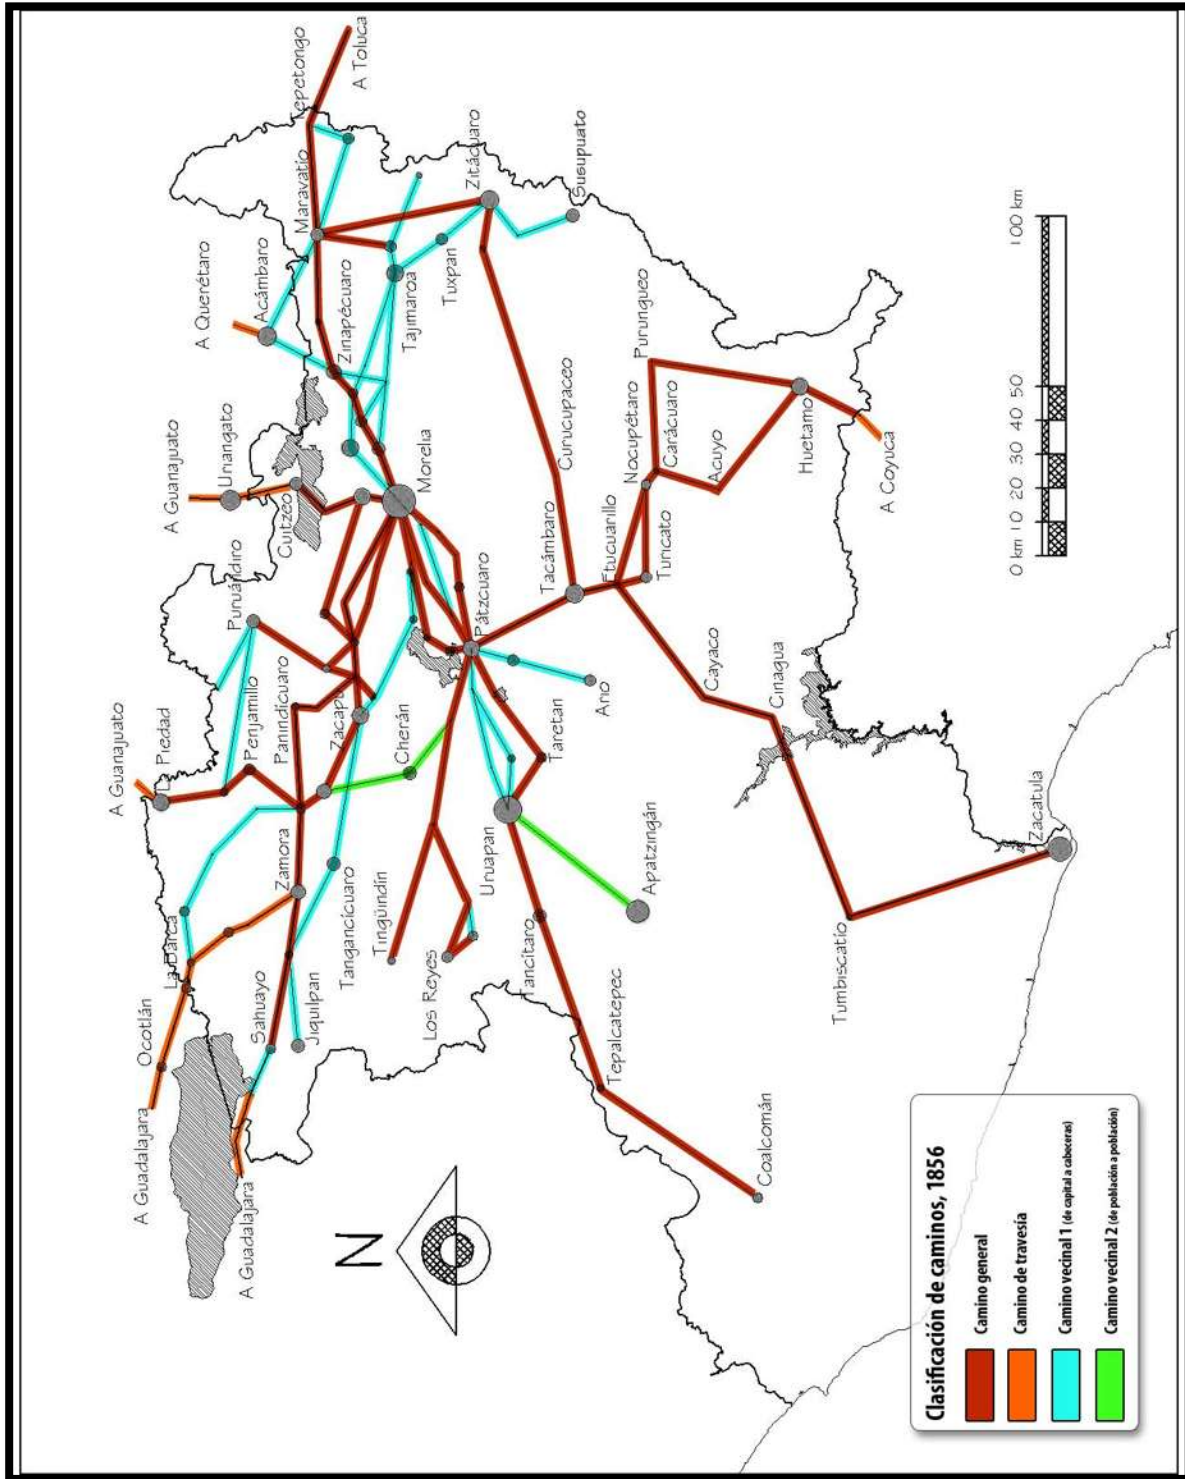 A Guanajuato
A Guadalajara
Ocotlán
La Piedad
La Barca
A Guanajuato
A Querétaro
Penjamillo
Puruándiro
Uriangato
A Guadalajara
Sahuayo
Zamora
Panindícuaro
Cuitzeo
Acámbaro
Jiquilpan
Zacapu
Maravatío
Tepetongo
Tangancícuaro
Zinapécuaro
A Toluca
N
Tingüindín
Cherán
Morelia
Tajimaroa
Los Reyes
Tuxpan
Zitácuaro
Uruapan
Pátzcuaro
Tancítaro
Taretan
Tacámbaro
Curucupaceo
Susupuato
Tepalcatepec
Ario
Etucuarillo
Nocupétaro
Purungueo
Apatzingán
Turicato
Carácuaro
Cayaco
Acuyo
Coalcomán
Cinagua
Huetamo
Tumbiscatío
A Coyuca
Zacatula
0 km 10 20 30 40 50 100 km
Clasificación de caminos, 1856
Camino general
Camino de travesía
Camino vecinal 1 (de capital a cabeceras)
Camino vecinal 2 (de población a población)